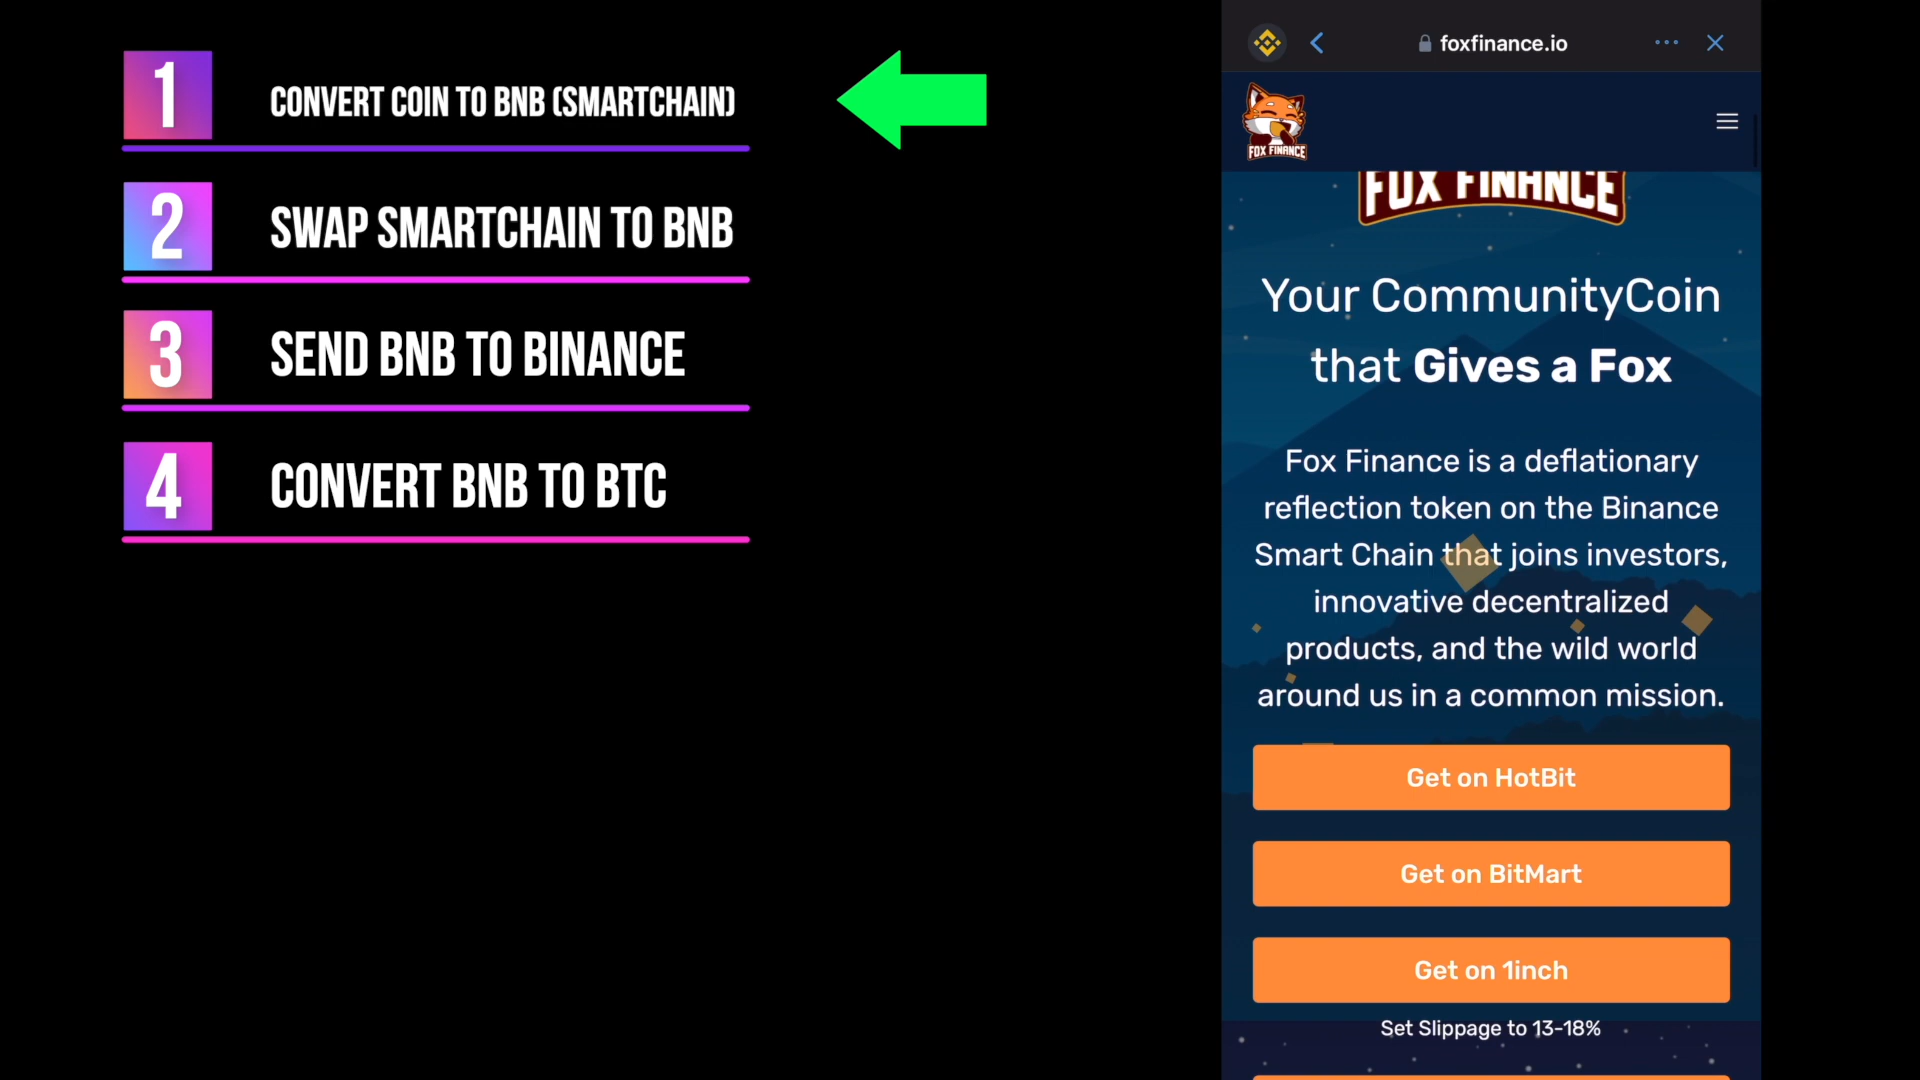 1
CONVERT COIN TO BNB (SMARTCHAIN)
2
SWAP SMARTCHAIN TO BNB
3
SEND BNB TO BINANCE
4
CONVERT BNB TO BTC
foxfinance.io
FOX FINANCE
FOX FINANCE
Your CommunityCoin
that Gives a Fox
Fox Finance is a deflationary
reflection token on the Binance
Smart Chain that joins investors,
innovative decentralized
products, and the wild world
around us in a common mission.
Get on HotBit
Get on BitMart
Get on 1inch
Set Slippage to 13-18%